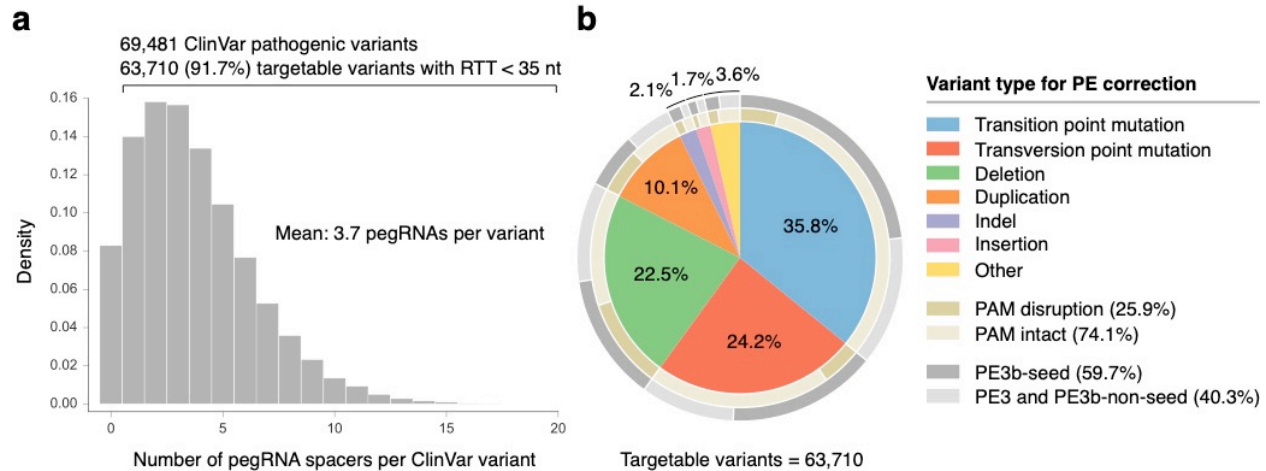 a
69,481 ClinVar pathogenic variants
63,710 (91.7%) targetable variants with RTT < 35 nt
0.16
0.14
0.12
0.10
0.08
0.06
0.04
0.02
0.00
Density
Mean: 3.7 pegRNAs per variant
0 5 10 15 20
Number of pegRNA spacers per ClinVar variant
b
2.1% 1.7% 3.6%
10.1%
35.8%
22.5%
24.2%
Targetable variants = 63,710
Variant type for PE correction
Transition point mutation
Transversion point mutation
Deletion
Duplication
Indel
Insertion
Other
PAM disruption (25.9%)
PAM intact (74.1%)
PE3b-seed (59.7%)
PE3 and PE3b-non-seed (40.3%)